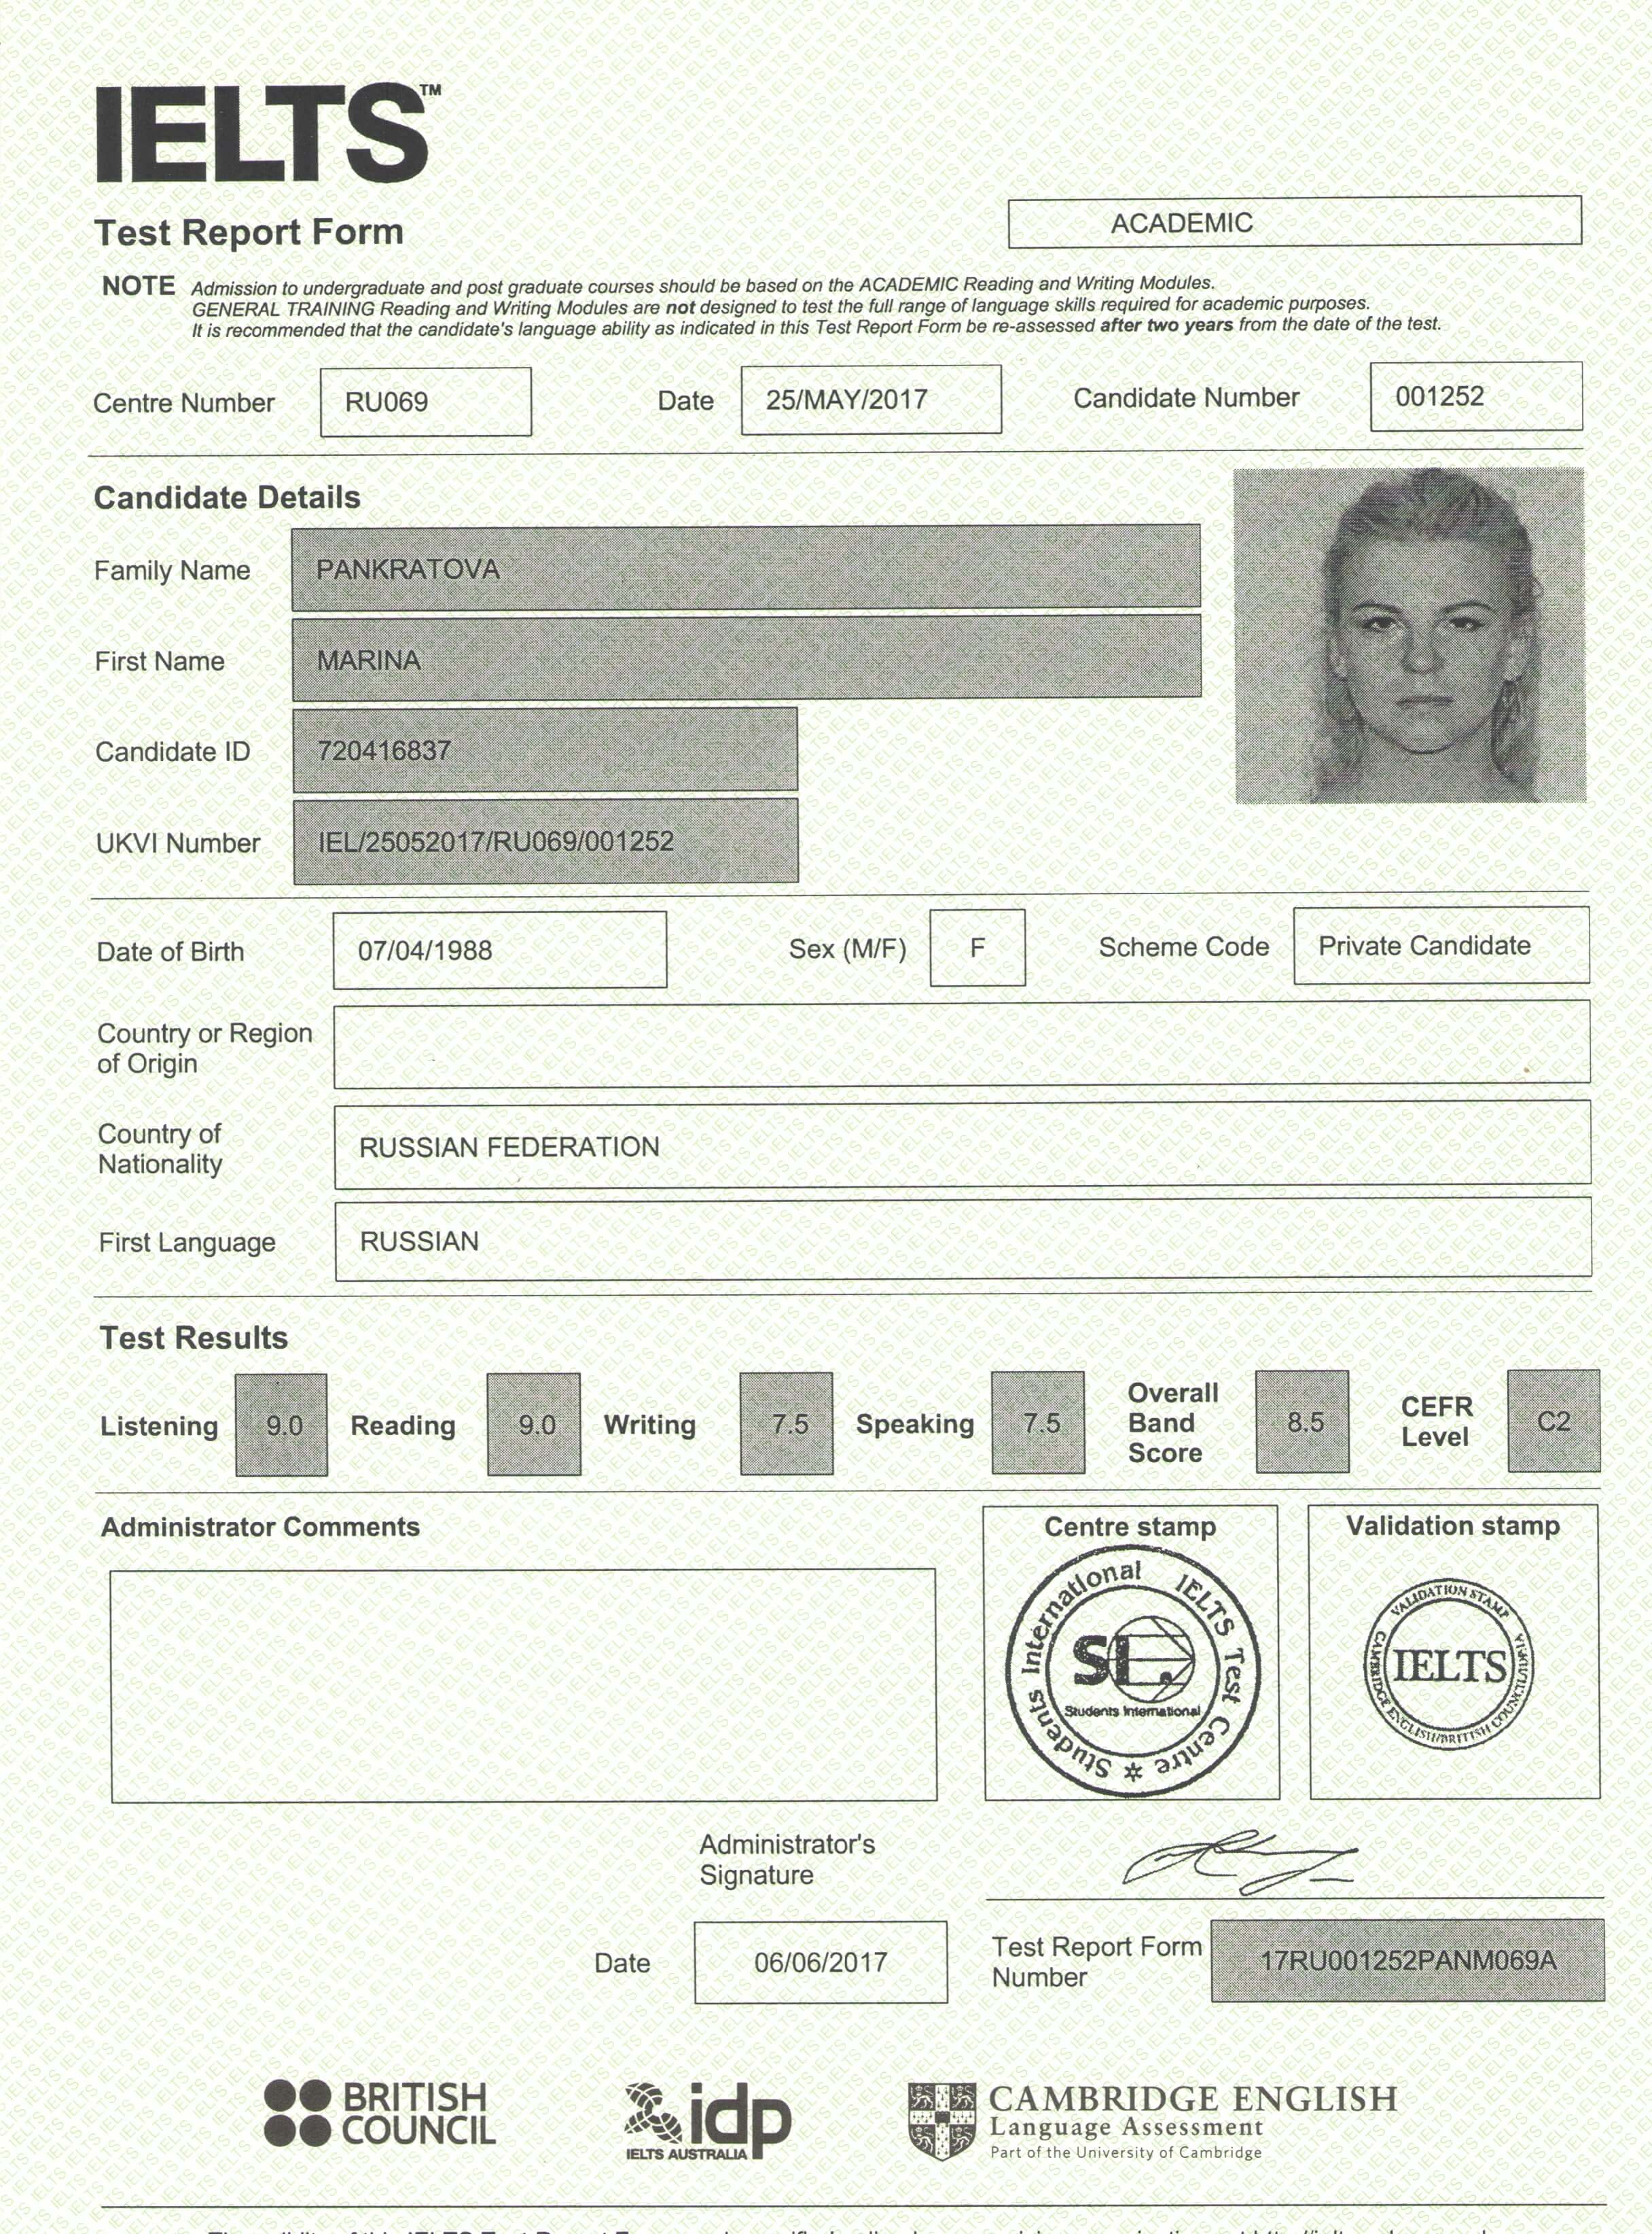 IELTS™
Test Report Form
ACADEMIC
NOTE Admission to undergraduate and post graduate courses should be based on the ACADEMIC Reading and Writing Modules.
GENERAL TRAINING Reading and Writing Modules are not designed to test the full range of language skills required for academic purposes.
It is recommended that the candidate's language ability as indicated in this Test Report Form be re-assessed after two years from the date of the test.
Centre Number RU069 Date 25/MAY/2017 Candidate Number 001252
Candidate Details
Family Name PANKRATOVA
First Name MARINA
Candidate ID 720416837
UKVI Number IEL/25052017/RU069/001252
Date of Birth 07/04/1988 Sex (M/F) F Scheme Code Private Candidate
Country or Region
of Origin
Country of
Nationality
RUSSIAN FEDERATION
First Language RUSSIAN
Test Results
Listening 9.0 Reading 9.0 Writing 7.5 Speaking 7.5 Overall Band Score 8.5 CEFR Level C2
Administrator Comments
Centre stamp
Students International IELTS Test Centre
SI
Students International
Validation stamp
VALIDATION STAMP
CAMBRIDGE ENGLISH/BRITISH COUNCIL/IDP:IA
IELTS
Administrator's
Signature
Date 06/06/2017
Test Report Form
Number
17RU001252PANM069A
BRITISH
COUNCIL
idp
IELTS AUSTRALIA
CAMBRIDGE ENGLISH
Language Assessment
Part of the University of Cambridge